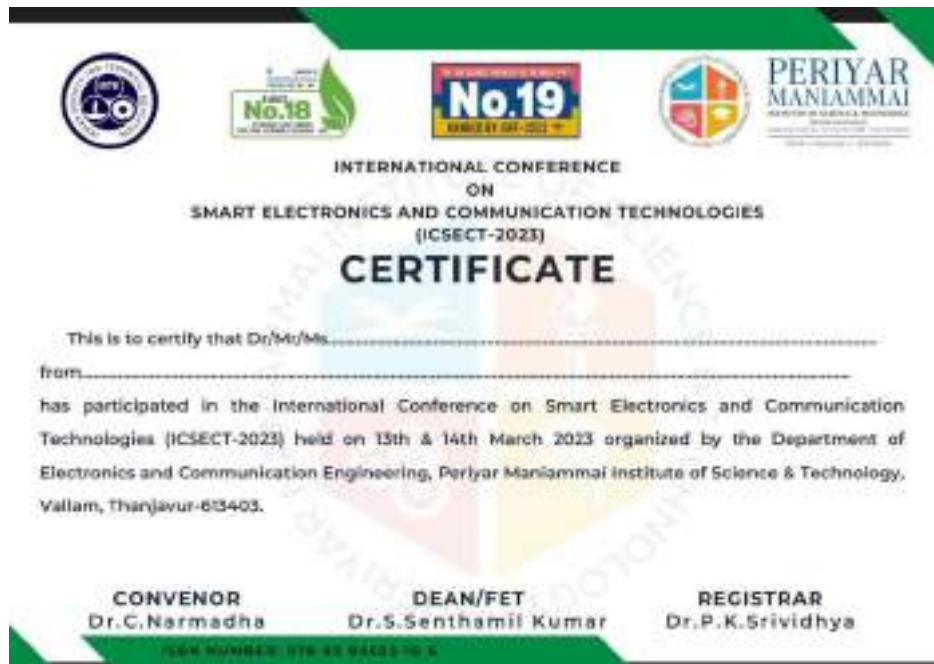 No.18
No.19
PERIYAR
MANIAMMAI
INTERNATIONAL CONFERENCE
ON
SMART ELECTRONICS AND COMMUNICATION TECHNOLOGIES
(ICSECT-2023)
CERTIFICATE
This is to certify that Dr/Mr/Ms
from
has participated in the International Conference on Smart Electronics and Communication
Technologies (ICSECT-2023) held on 13th & 14th March 2023 organized by the Department of
Electronics and Communication Engineering, Periyar Maniammai Institute of Science & Technology,
Vallam, Thanjavur-613403.
CONVENOR
Dr.C.Narmadha
DEAN/FET
Dr.S.Senthamil Kumar
REGISTRAR
Dr.P.K.Srividhya
ISBN NUMBER: